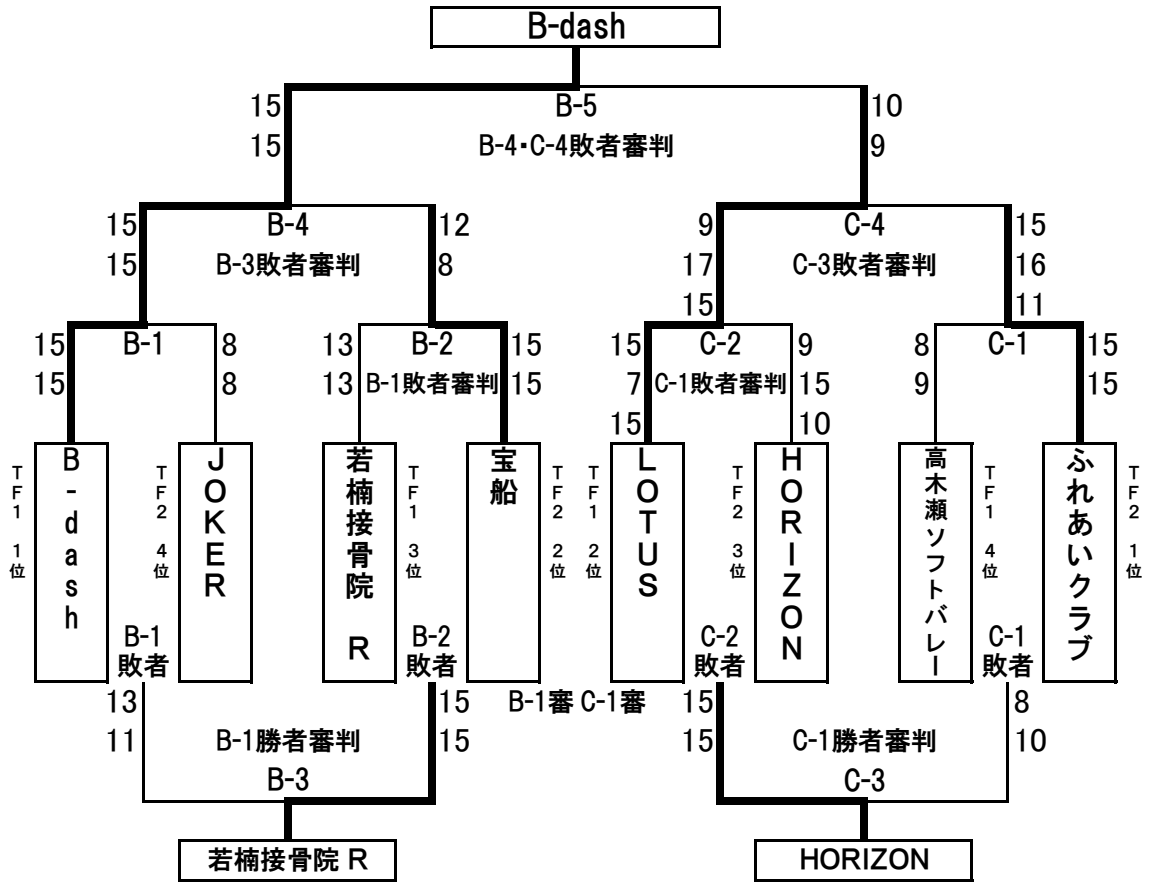 B-dash
15 B-5 10
15 B-4・C-4敗者審判 9
15 B-4 12 9 C-4 15
15 B-3敗者審判 8 17 C-3敗者審判 16
15 11
15 B-1 8 13 B-2 15 15 C-2 9 8 C-1 15
15 8 13 B-1敗者審判 15 7 C-1敗者審判 15 9 15
15 10
TF1 1位
B-dash
TF2 4位
JOKER
若楠接骨院 R
TF1 3位
宝船
TF2 2位
TF1 2位
LOTUS
TF2 3位
HORIZON
高木瀬ソフトバレー
TF1 4位
ふれあいクラブ
TF2 1位
B-1 B-2 C-2 C-1
敗者 敗者 敗者 敗者
13 15 B-1審 C-1審 15 8
11 B-1勝者審判 15 15 C-1勝者審判 10
B-3 C-3
若楠接骨院 R HORIZON